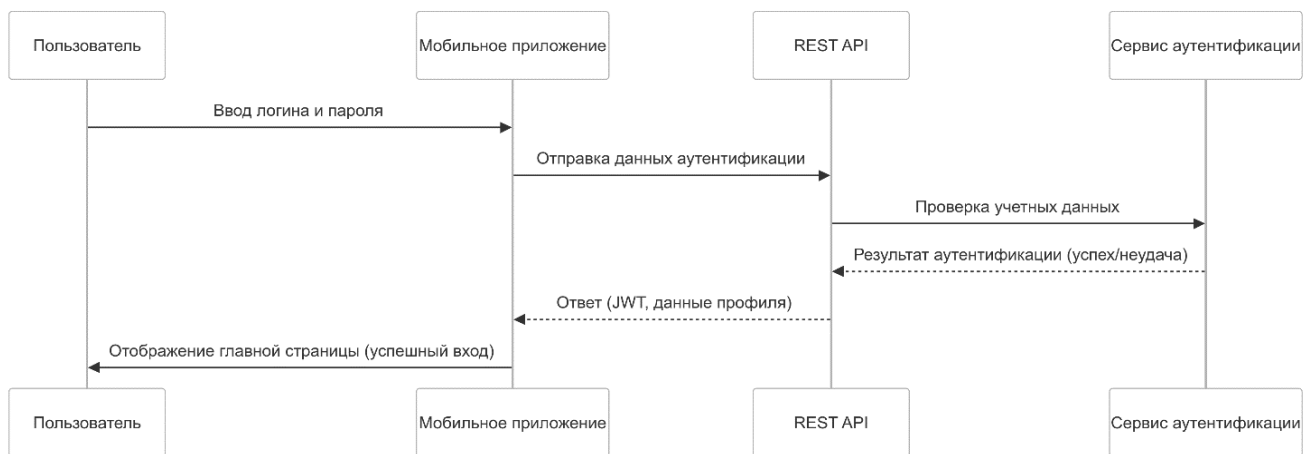 Пользователь
Мобильное приложение
REST API
Сервис аутентификации
Ввод логина и пароля
Отправка данных аутентификации
Проверка учетных данных
Результат аутентификации (успех/неудача)
Ответ (JWT, данные профиля)
Отображение главной страницы (успешный вход)
Пользователь
Мобильное приложение
REST API
Сервис аутентификации